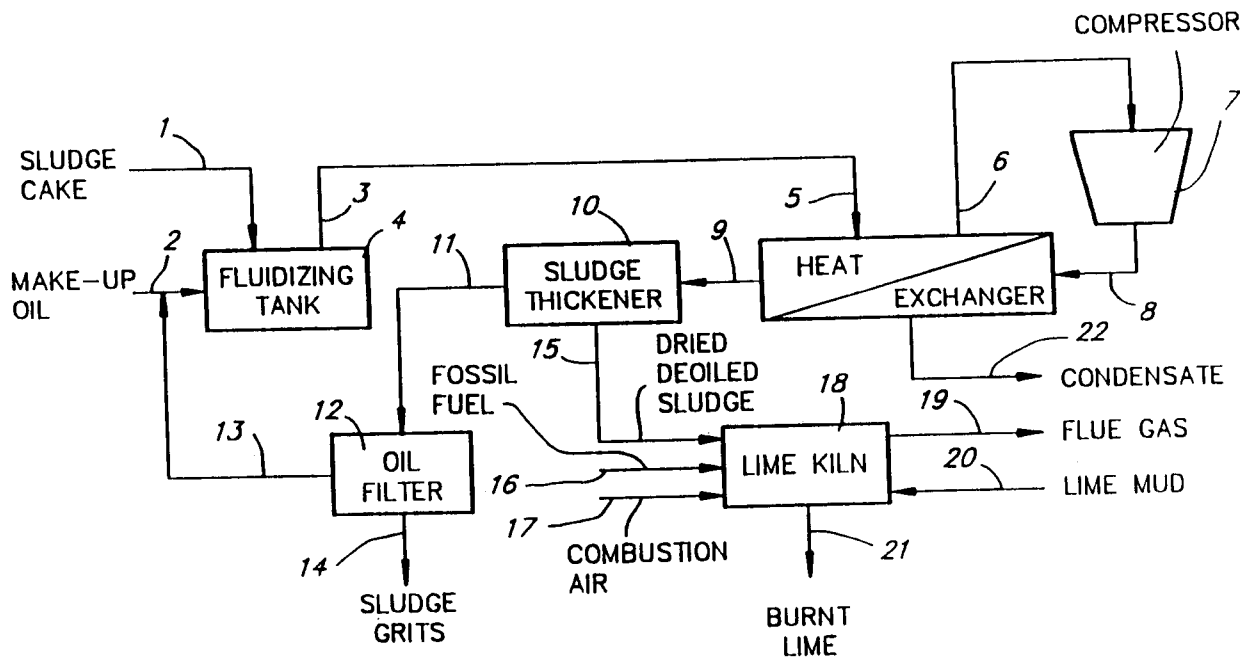 COMPRESSOR
7
1
SLUDGE
CAKE
3
5
6
10
4
9
2
11
MAKE-UP
OIL
FLUIDIZING
TANK
SLUDGE
THICKENER
HEAT
EXCHANGER
8
15
DRIED
DEOILED
SLUDGE
22
CONDENSATE
FOSSIL
FUEL
18
19
FLUE GAS
12
13
OIL
FILTER
LIME KILN
16
20
LIME MUD
17
14
COMBUSTION
AIR
21
SLUDGE
GRITS
BURNT
LIME